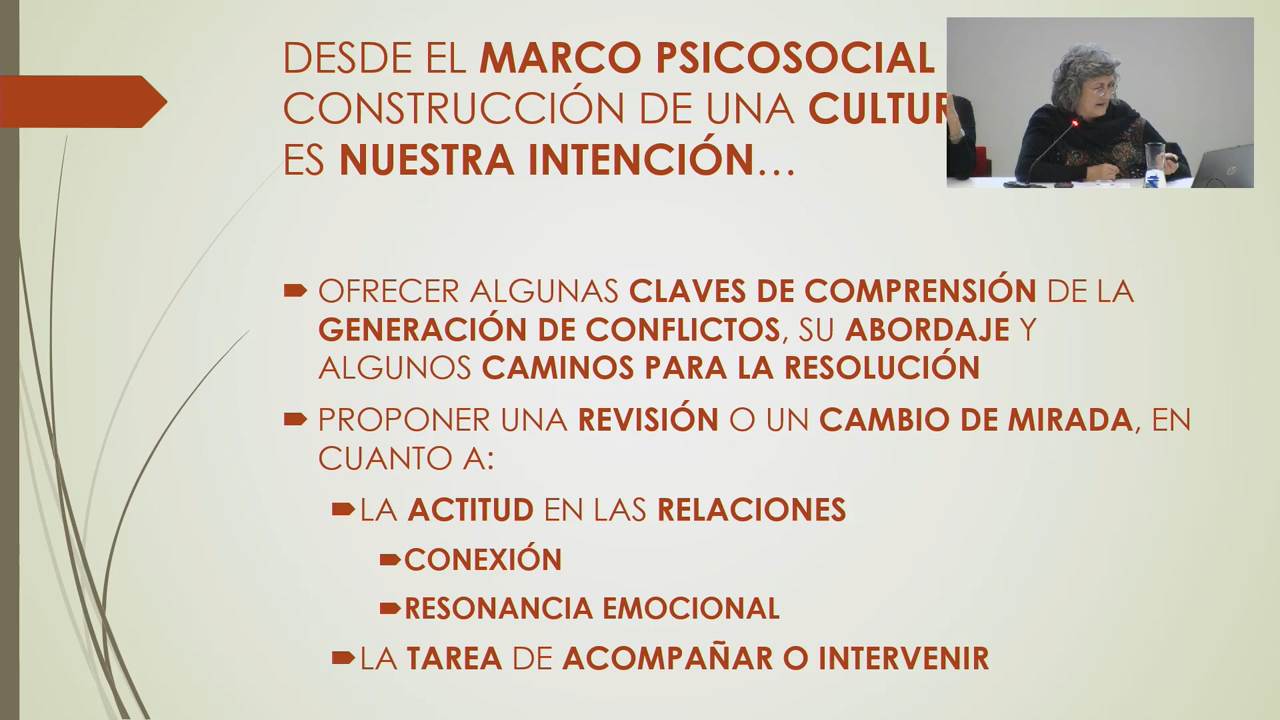 DESDE EL MARCO PSICOSOCIAL
CONSTRUCCIÓN DE UNA
ES NUESTRA INTENCIÓN...
OFRECER ALGUNAS CLAVES DE COMPRENSIÓN DE LA
GENERACIÓN DE CONFLICTOS, SU ABORDAJE Y
ALGUNOS CAMINOS PARA LA RESOLUCIÓN
PROPONER UNA REVISIÓN O UN CAMBIO DE MIRADA, EN
CUANTO A:
LA ACTITUD EN LAS RELACIONES
CONEXIÓN
RESONANCIA EMOCIONAL
LA TAREA DE ACOMPAÑAR O INTERVENIR